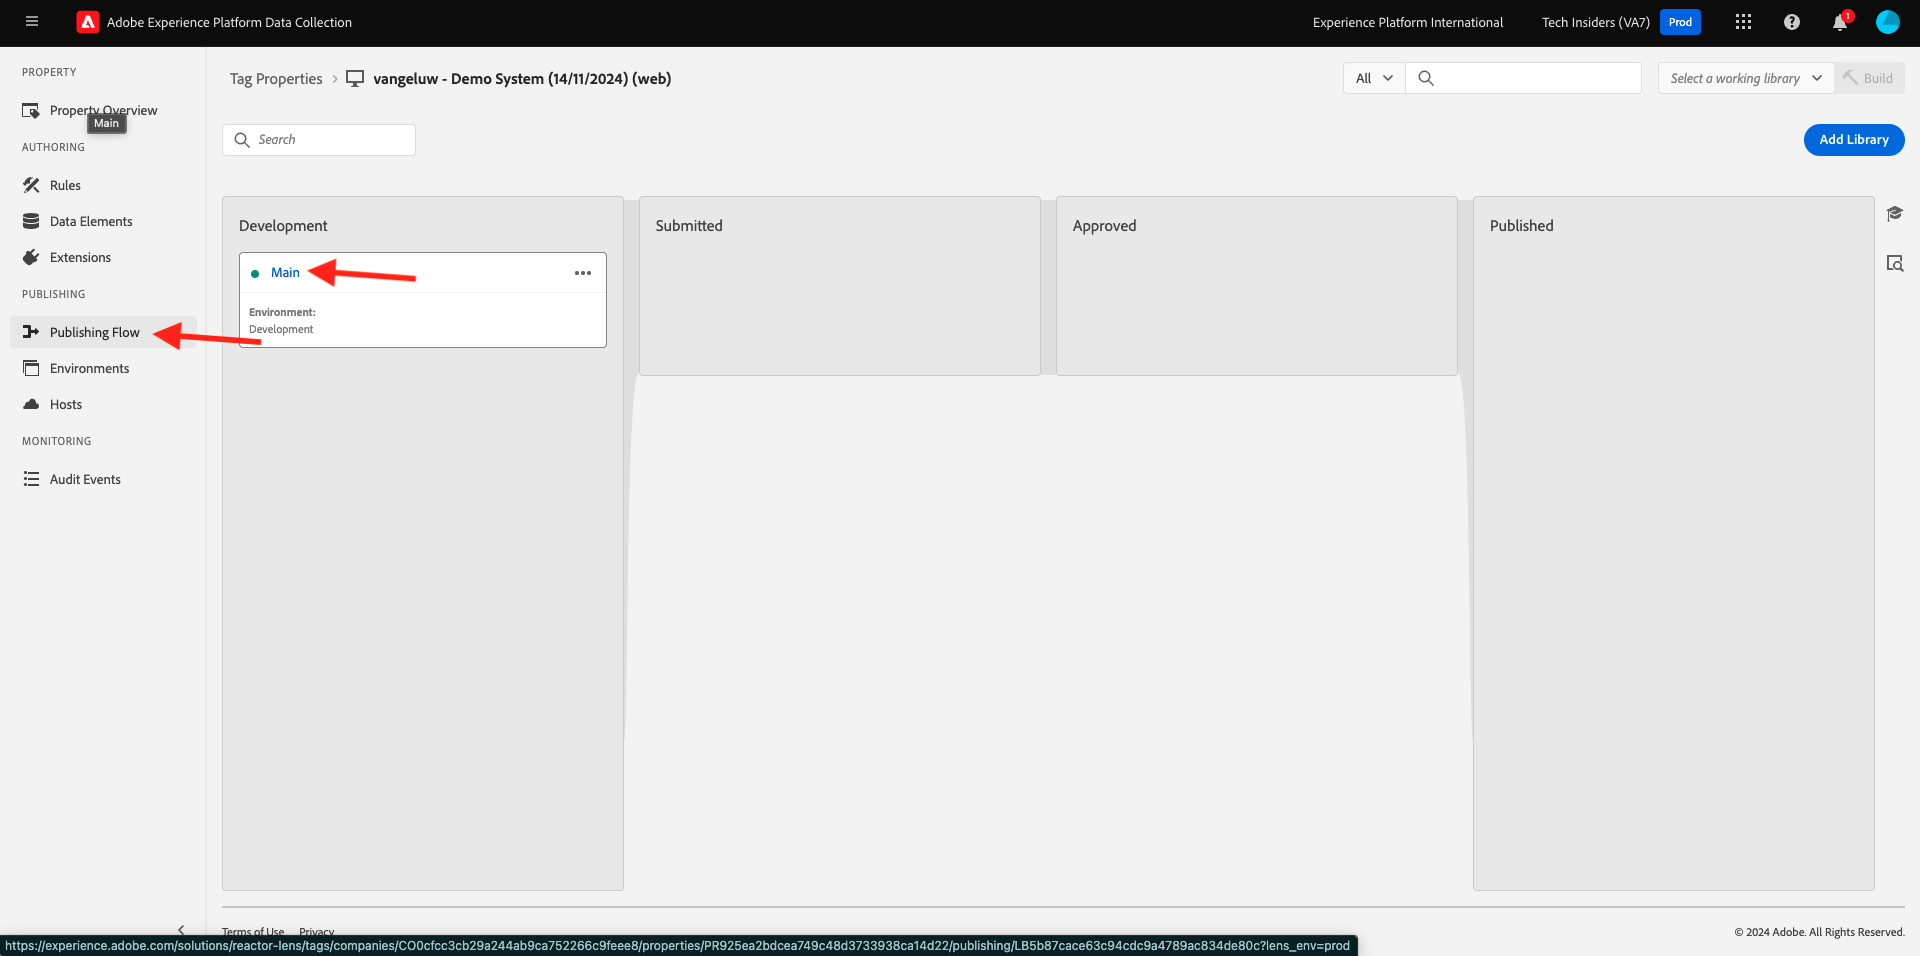 Adobe Experience Platform Data Collection
Experience Platform International
Tech Insiders (VA7)
Prod
1
PROPERTY
Property Overview
Main
AUTHORING
Rules
Data Elements
Extensions
PUBLISHING
Publishing Flow
Environments
Hosts
MONITORING
Audit Events
Tag Properties
vangeluw - Demo System (14/11/2024) (web)
All
Select a working library
Build
Search
Add Library
Development
Main
Environment:
Development
Submitted
Approved
Published
Terms of Use
Privacy
© 2024 Adobe. All Rights Reserved.
https://experience.adobe.com/solutions/reactor-lens/tags/companies/CO0cfcc3cb29a244ab9ca752266c9feee8/properties/PR925ea2bdcea749c48d3733938ca14d22/publishing/LB5b87cace63c94cdc9a4789ac834de80c?lens_env=prod